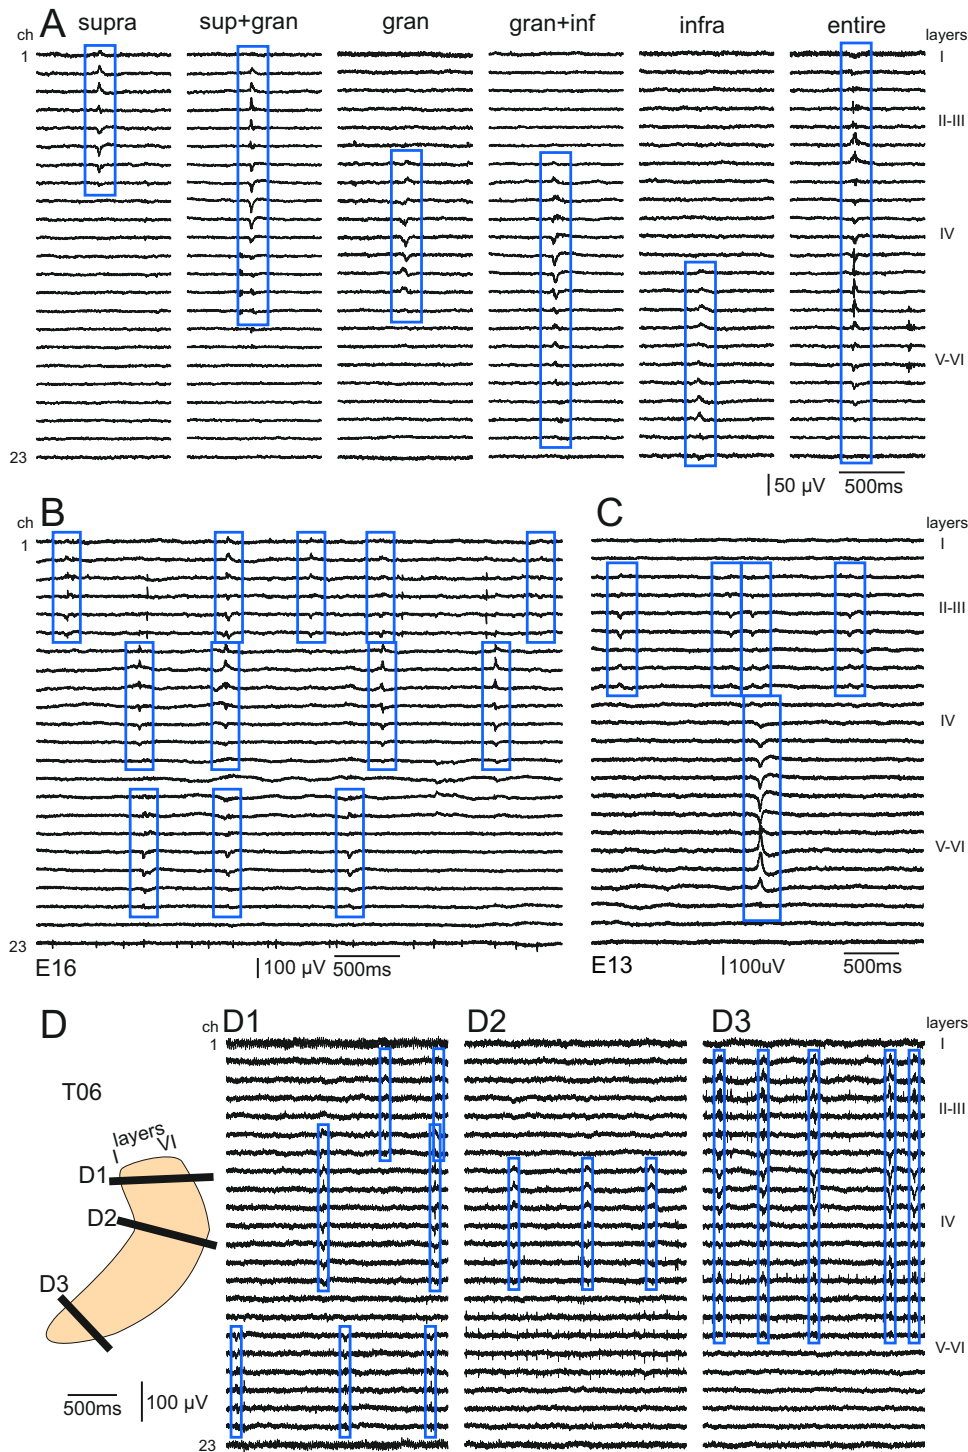 A
ch supra sup+gran gran gran+inf infra entire layers
1 I
II-III
IV
V-VI
23
50 µV 500ms
B C
ch layers
1 I
II-III
IV
V-VI
23
E16 100 µV 500ms E13 100uV 500ms
D ch D1 D2 D3 layers
1 I
T06
II-III
layers
I VI
D1
D2 IV
D3
V-VI
500ms 100 µV
23